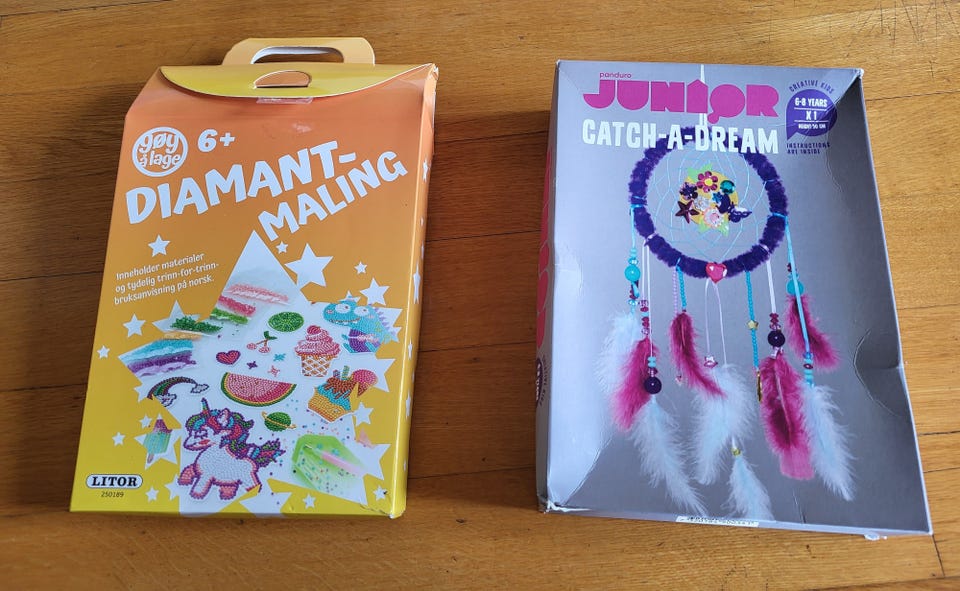 gøy å lage
6+
DIAMANT-
MALING
Inneholder materialer
og tydelig trinn-for-trinn-
bruksanvisning på norsk.
LITOR
250189
panduro
JUNIOR
CATCH-A-DREAM
CREATIVE KIDS
6-8 YEARS
X 1
INSTRUCTIONS
ARE INSIDE